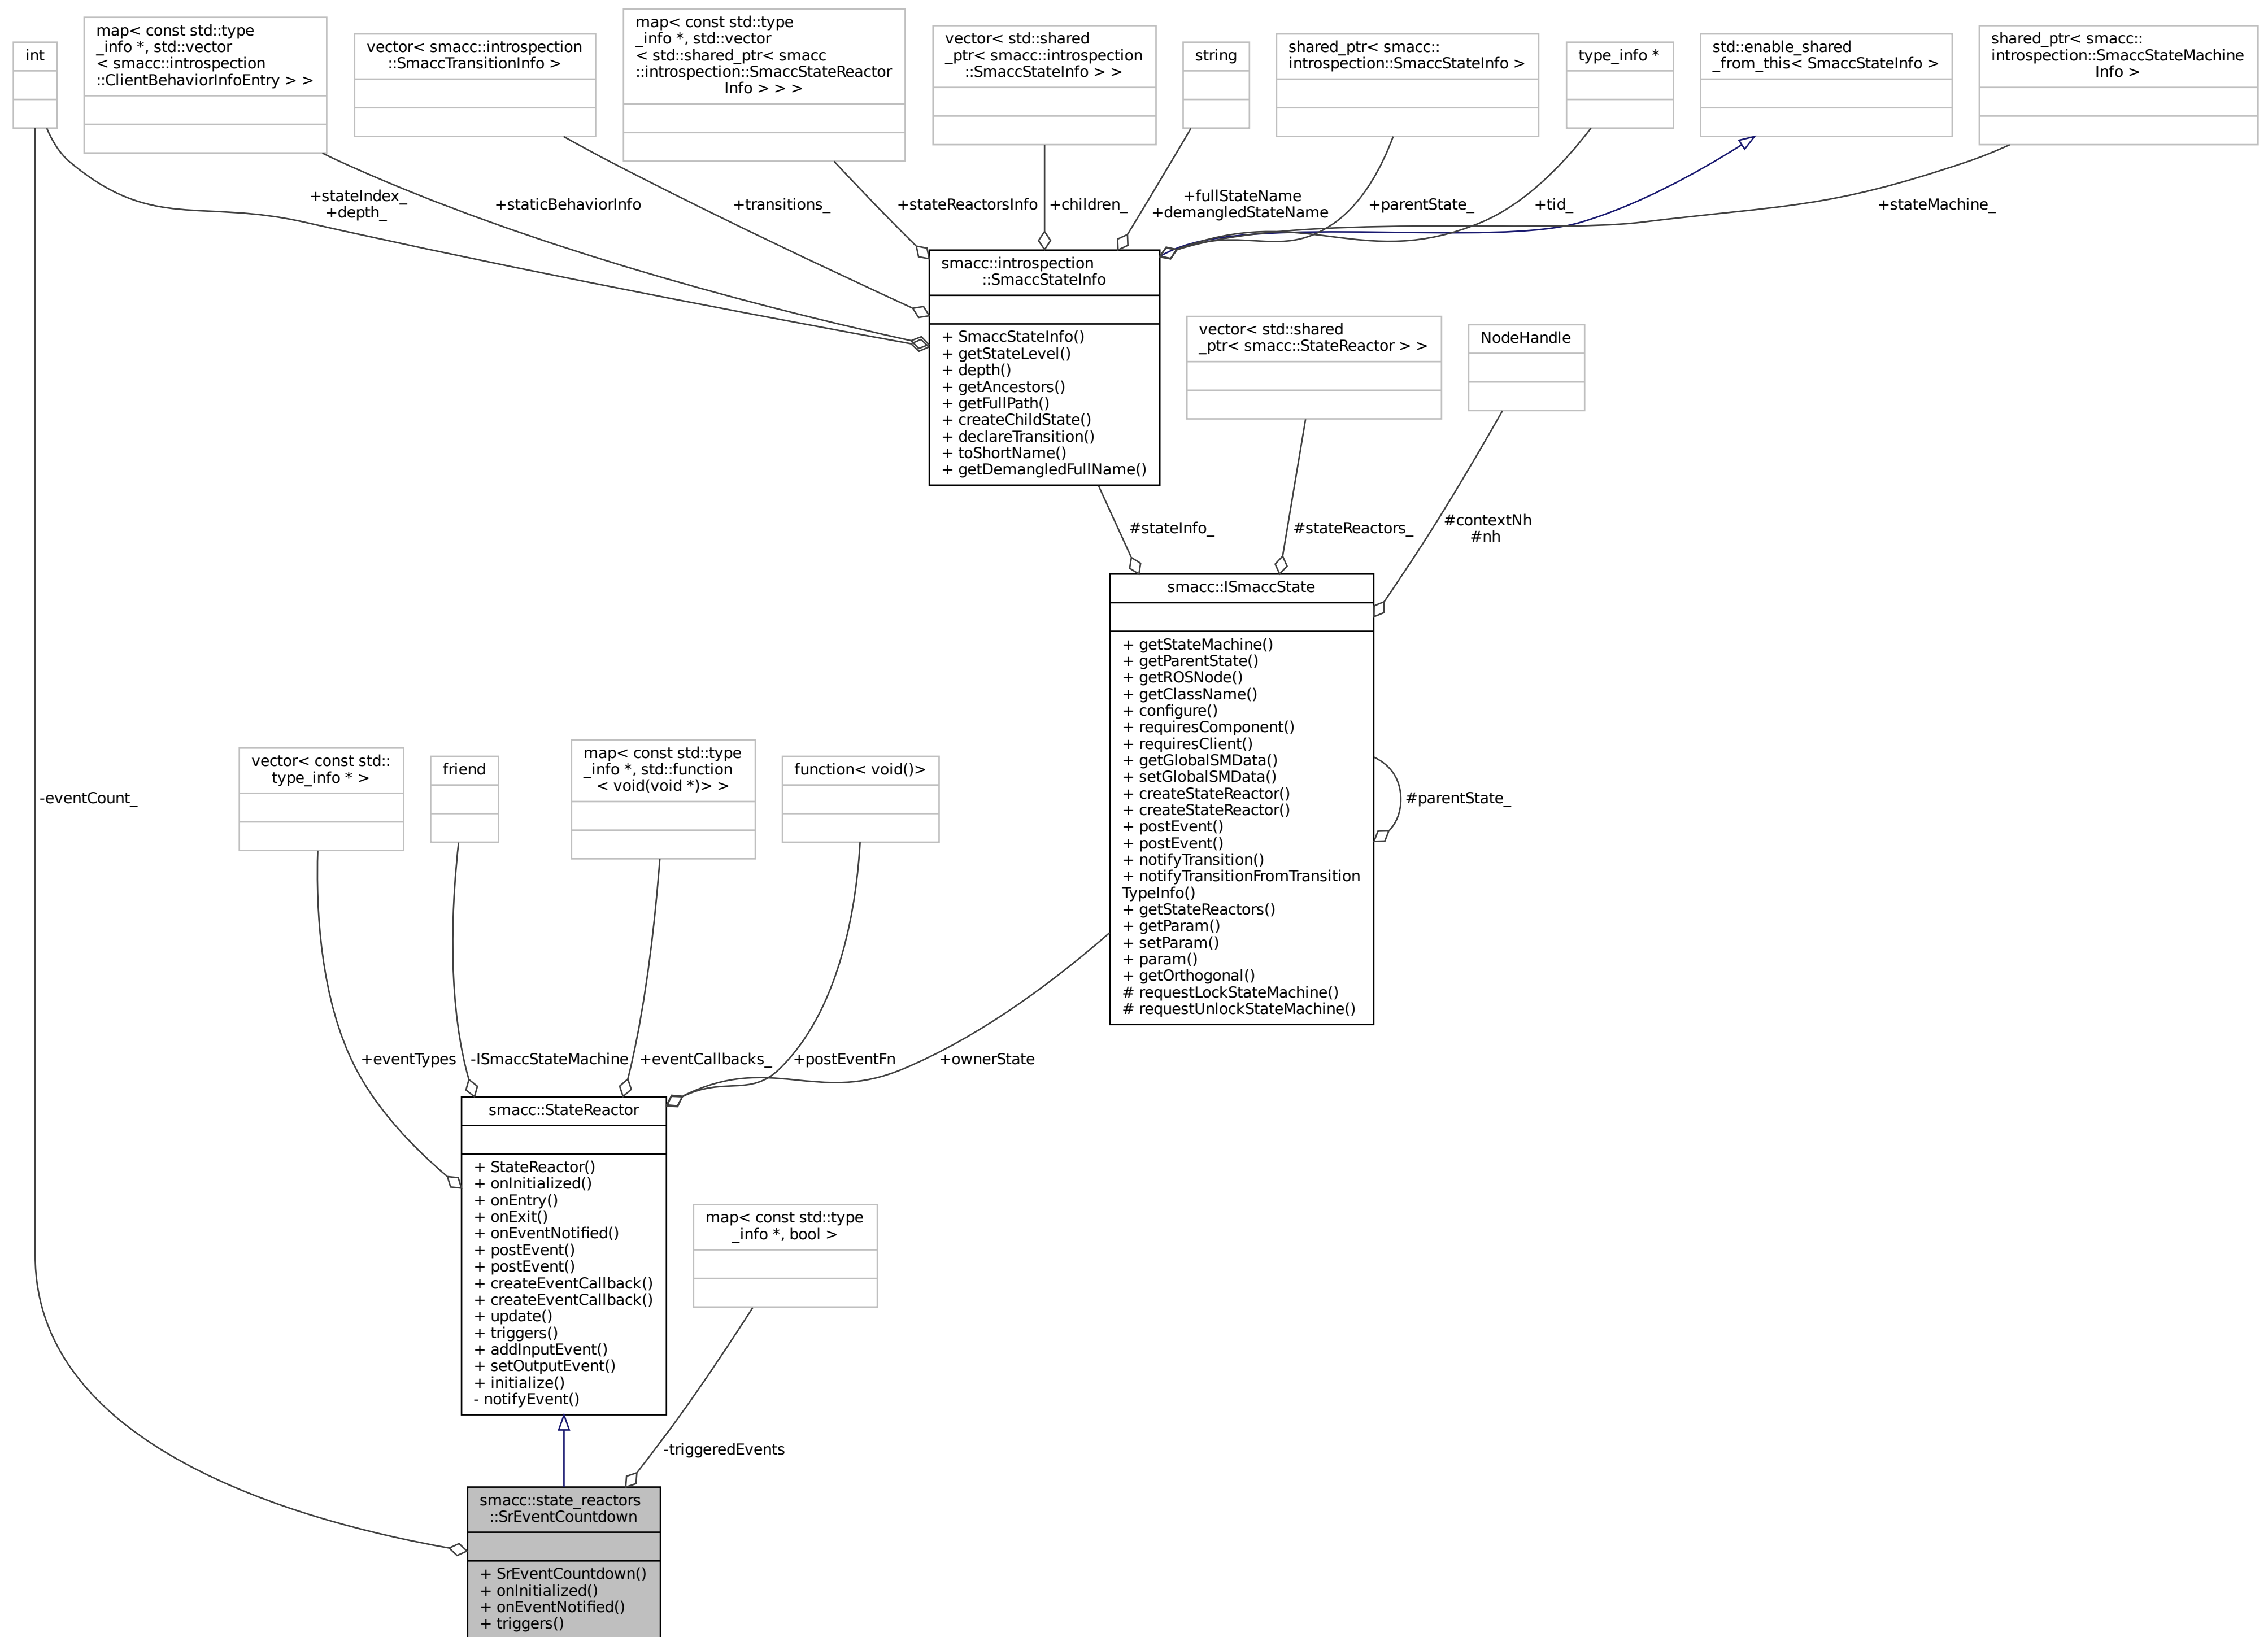 int
map< const std::type
_info *, std::vector
< smacc::introspection
::ClientBehaviorInfoEntry > >
vector< smacc::introspection
::SmaccTransitionInfo >
map< const std::type
_info *, std::vector
< std::shared_ptr< smacc
::introspection::SmaccStateReactor
Info > > >
vector< std::shared
_ptr< smacc::introspection
::SmaccStateInfo > >
string
shared_ptr< smacc::
introspection::SmaccStateInfo >
type_info *
std::enable_shared
_from_this< SmaccStateInfo >
shared_ptr< smacc::
introspection::SmaccStateMachine
Info >
+stateIndex_
+depth_
+staticBehaviorInfo
+transitions_
+stateReactorsInfo
+children_
+fullStateName
+demangledStateName
+parentState_
+tid_
+stateMachine_
smacc::introspection
::SmaccStateInfo
+ SmaccStateInfo()
+ getStateLevel()
+ depth()
+ getAncestors()
+ getFullPath()
+ createChildState()
+ declareTransition()
+ toShortName()
+ getDemangledFullName()
vector< std::shared
_ptr< smacc::StateReactor > >
NodeHandle
#stateInfo_
#stateReactors_
#contextNh
#nh
smacc::ISmaccState
+ getStateMachine()
+ getParentState()
+ getROSNode()
+ getClassName()
+ configure()
+ requiresComponent()
+ requiresClient()
+ getGlobalSMData()
+ setGlobalSMData()
+ createStateReactor()
+ createStateReactor()
+ postEvent()
+ postEvent()
+ notifyTransition()
+ notifyTransitionFromTransition
TypeInfo()
+ getStateReactors()
+ getParam()
+ setParam()
+ param()
+ getOrthogonal()
# requestLockStateMachine()
# requestUnlockStateMachine()
#parentState_
-eventCount_
vector< const std::
type_info * >
friend
map< const std::type
_info *, std::function
< void(void *)> >
function< void()>
+eventTypes
-ISmaccStateMachine
+eventCallbacks_
+postEventFn
+ownerState
smacc::StateReactor
+ StateReactor()
+ onInitialized()
+ onEntry()
+ onExit()
+ onEventNotified()
+ postEvent()
+ postEvent()
+ createEventCallback()
+ createEventCallback()
+ update()
+ triggers()
+ addInputEvent()
+ setOutputEvent()
+ initialize()
- notifyEvent()
map< const std::type
_info *, bool >
-triggeredEvents
smacc::state_reactors
::SrEventCountdown
+ SrEventCountdown()
+ onInitialized()
+ onEventNotified()
+ triggers()